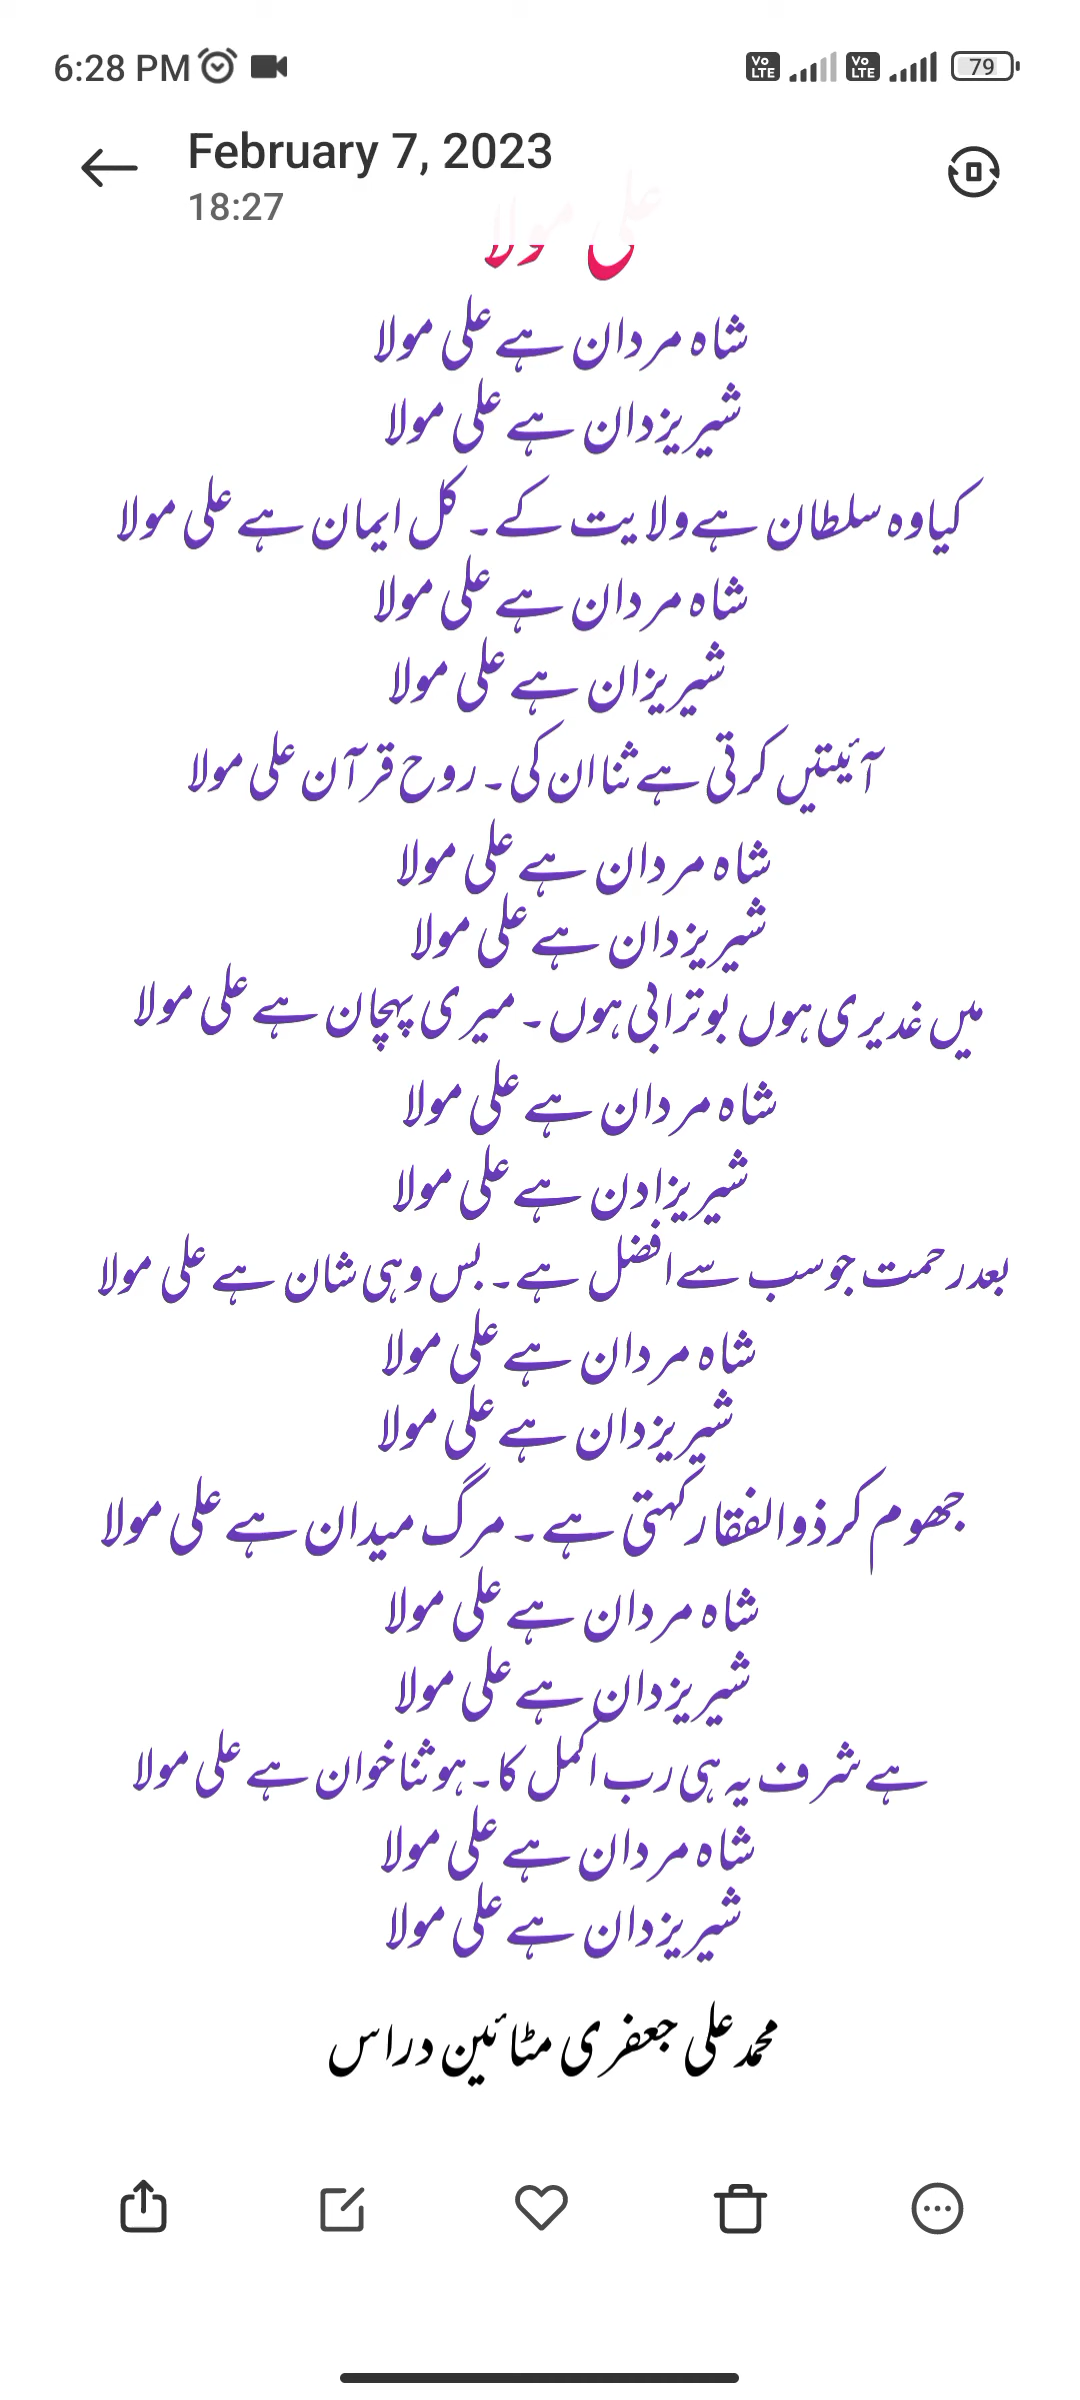 6:28 PM
Vo LTE Vo LTE 79
February 7, 2023
18:27
علی مولا
شاہ مردان ہے علی مولا
شیر یزدان ہے علی مولا
کیا وہ سلطان ہے ولایت کے۔ کل ایمان ہے علی مولا
شاہ مردان ہے علی مولا
شیر یزان ہے علی مولا
آئیتیں کرتی ہے ثنا ان کی۔ روح قرآن علی مولا
شاہ مردان ہے علی مولا
شیر یزدان ہے علی مولا
میں غدیری ہوں بوترابی ہوں۔ میری پہچان ہے علی مولا
شاہ مردان ہے علی مولا
شیر یزادن ہے علی مولا
بعد رحمت جو سب سے افضل ہے۔ بس وہی شان ہے علی مولا
شاہ مردان ہے علی مولا
شیر یزدان ہے علی مولا
جھوم کر ذوالفقار کہتی ہے۔ مرگ میدان ہے علی مولا
شاہ مردان ہے علی مولا
شیر یزدان ہے علی مولا
ہے شرف یہ ہی رب اکمل کا۔ ہو ثنا خوان ہے علی مولا
شاہ مردان ہے علی مولا
شیر یزدان ہے علی مولا
محمد علی جعفری مٹائین دراس